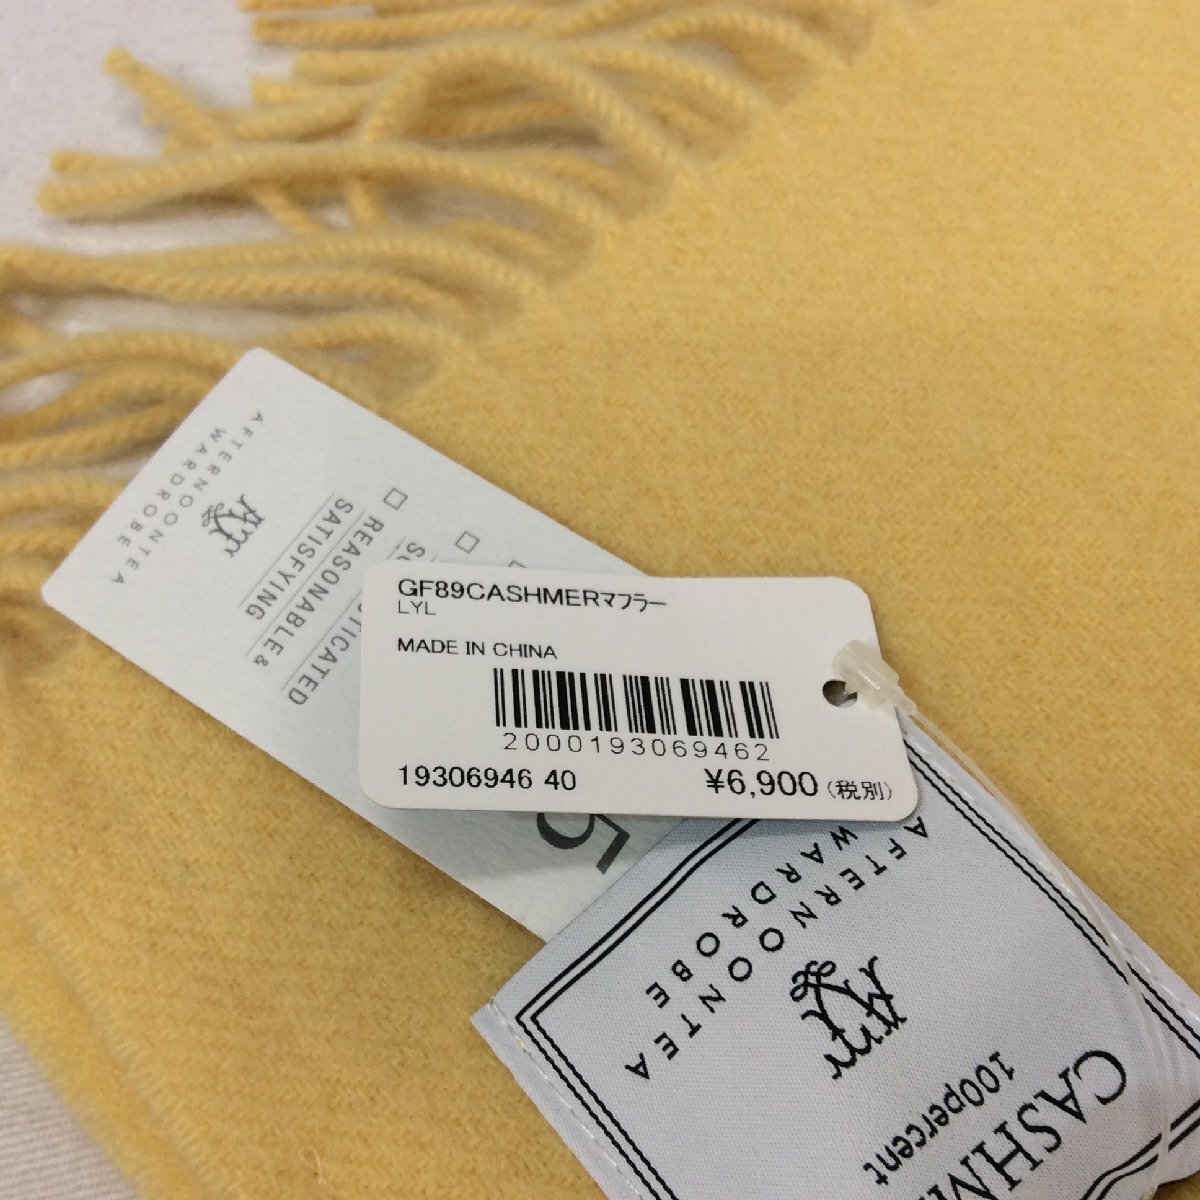 GF89CASHMERマフラー
LYL
MADE IN CHINA
2000193069462
19306946 40
¥6,900 (税別)
AFTERNOONTEA
WARDROBE
SATISFYING
REASONABLE &
5
AFTERNOONTEA
WARDROBE
100percent